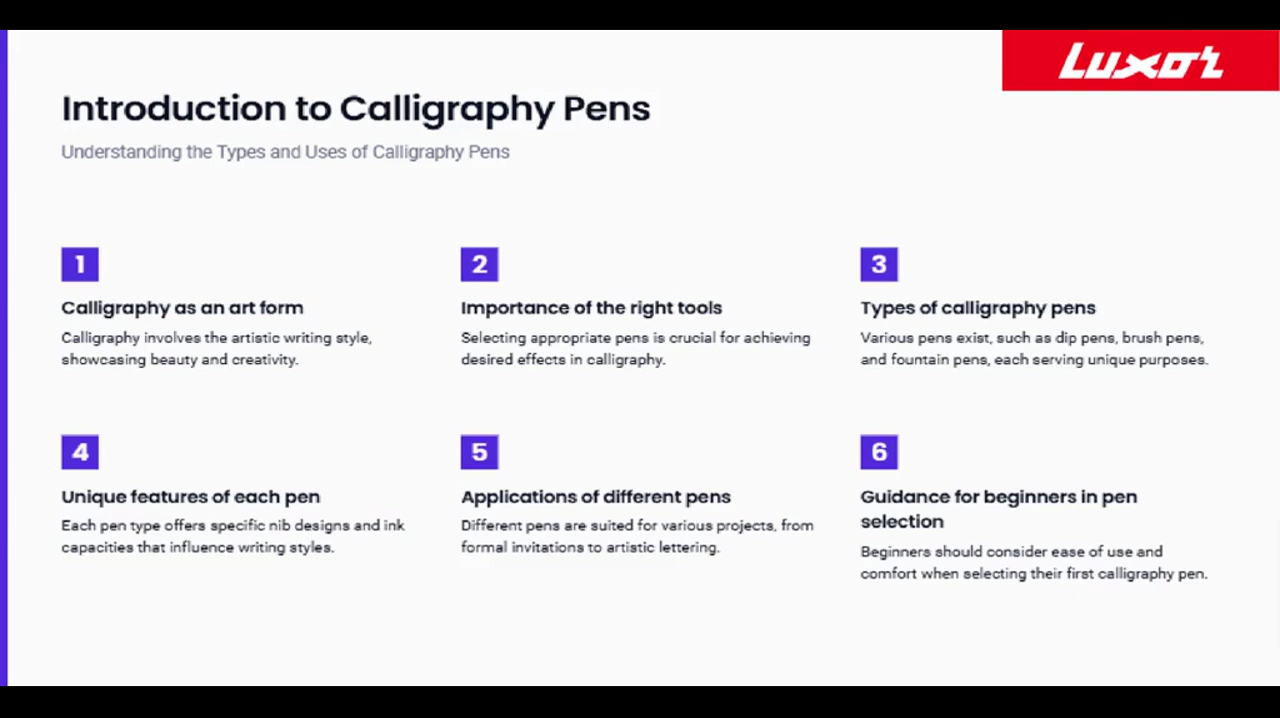 Luxor
Introduction to Calligraphy Pens
Understanding the Types and Uses of Calligraphy Pens
1
Calligraphy as an art form
Calligraphy involves the artistic writing style,
showcasing beauty and creativity.
2
Importance of the right tools
Selecting appropriate pens is crucial for achieving
desired effects in calligraphy.
3
Types of calligraphy pens
Various pens exist, such as dip pens, brush pens,
and fountain pens, each serving unique purposes.
4
Unique features of each pen
Each pen type offers specific nib designs and ink
capacities that influence writing styles.
5
Applications of different pens
Different pens are suited for various projects, from
formal invitations to artistic lettering.
6
Guidance for beginners in pen
selection
Beginners should consider ease of use and
comfort when selecting their first calligraphy pen.